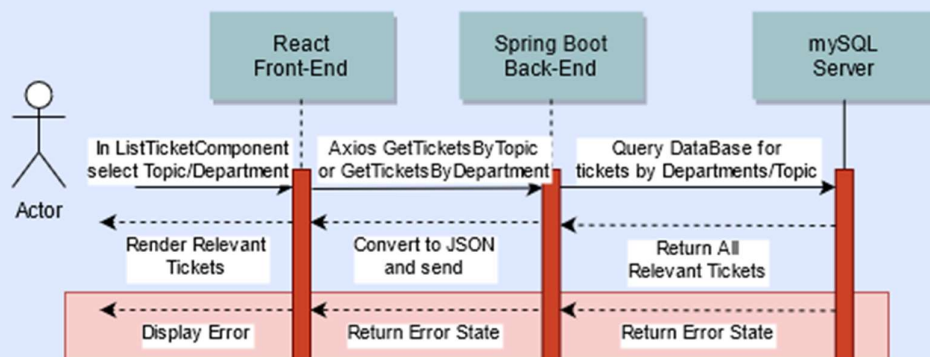 React
Front-End
Spring Boot
Back-End
mySQL
Server
Actor
In ListTicketComponent
select Topic/Department
Axios GetTicketsByTopic
or GetTicketsByDepartment
Query DataBase for
tickets by Departments/Topic
Render Relevant
Tickets
Convert to JSON
and send
Return All
Relevant Tickets
Display Error
Return Error State
Return Error State